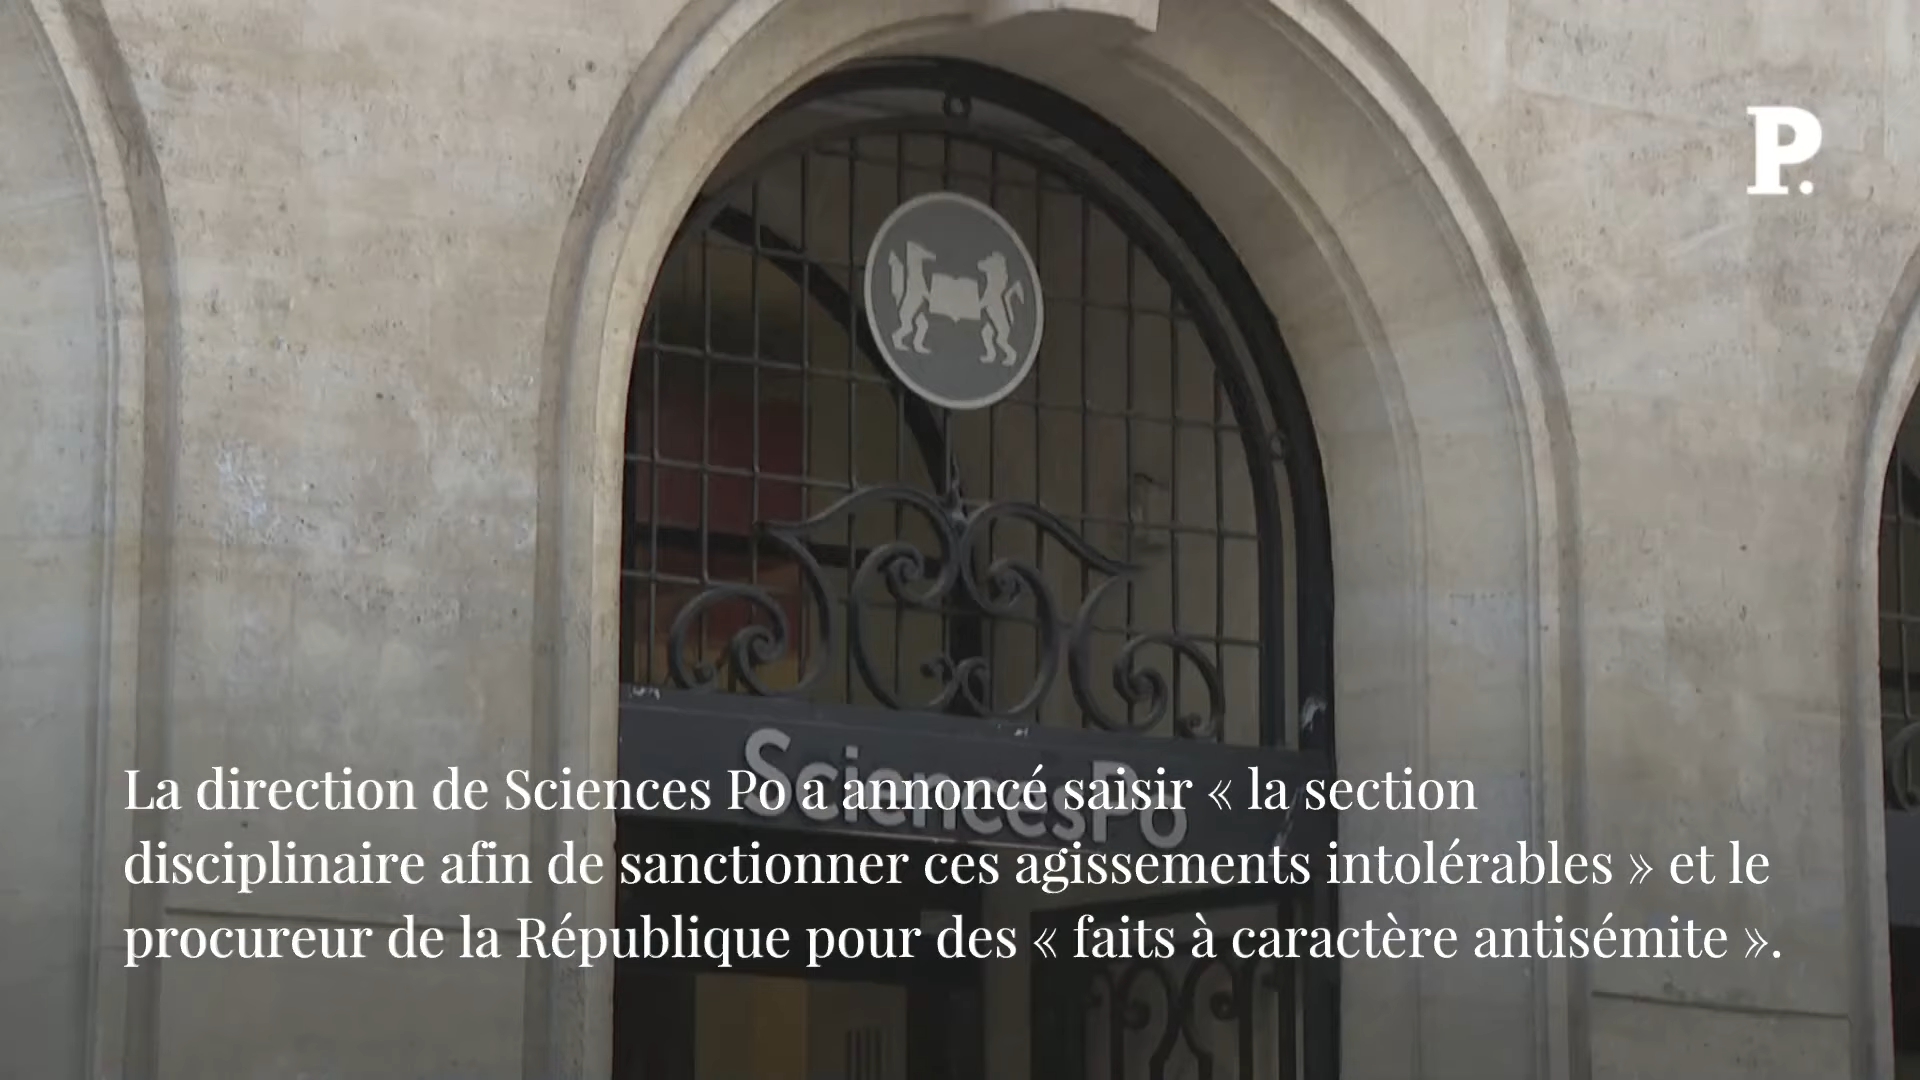 P.
SciencesPo
La direction de Sciences Po a annoncé saisir « la section
disciplinaire afin de sanctionner ces agissements intolérables » et le
procureur de la République pour des « faits à caractère antisémite ».